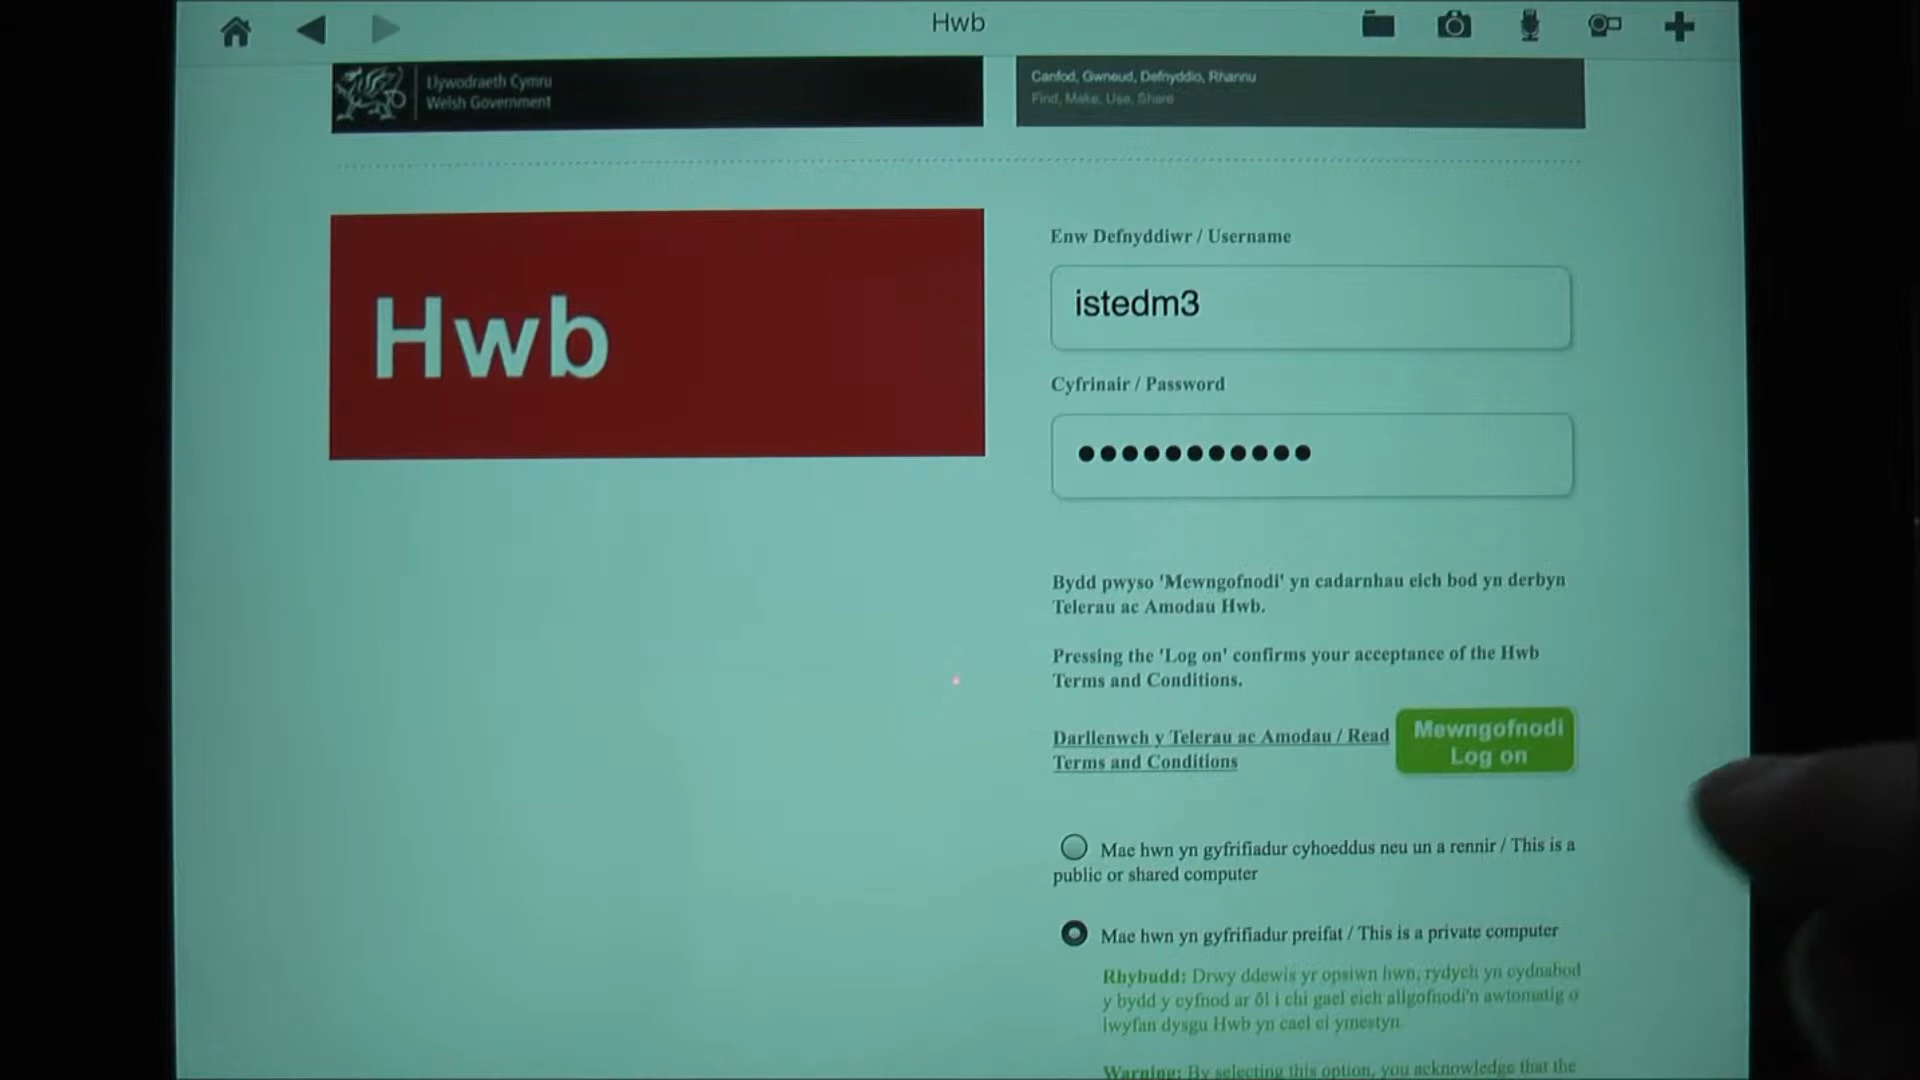 Hwb
Llywodraeth Cymru
Welsh Government
Canfod, Gwneud, Defnyddio, Rhannu
Find, Make, Use, Share
Hwb
Enw Defnyddiwr / Username
istedm3
Cyfrinair / Password
Bydd pwyso 'Mewngofnodi' yn cadarnhau eich bod yn derbyn
Telerau ac Amodau Hwb.
Pressing the 'Log on' confirms your acceptance of the Hwb
Terms and Conditions.
Darllenwch y Telerau ac Amodau / Read
Terms and Conditions
Mewngofnodi
Log on
Mae hwn yn gyfrifiadur cyhoeddus neu un a rennir / This is a
public or shared computer
Mae hwn yn gyfrifiadur preifat / This is a private computer
Rhybudd: Drwy ddewis yr opsiwn hwn, rydych yn cydnabod
y bydd y cyfnod ar ôl i chi gael eich allgofnodi'n awtomatig o
lwyfan dysgu Hwb yn cael ei ymestyn.
Warning: By selecting this option, you acknowledge that the